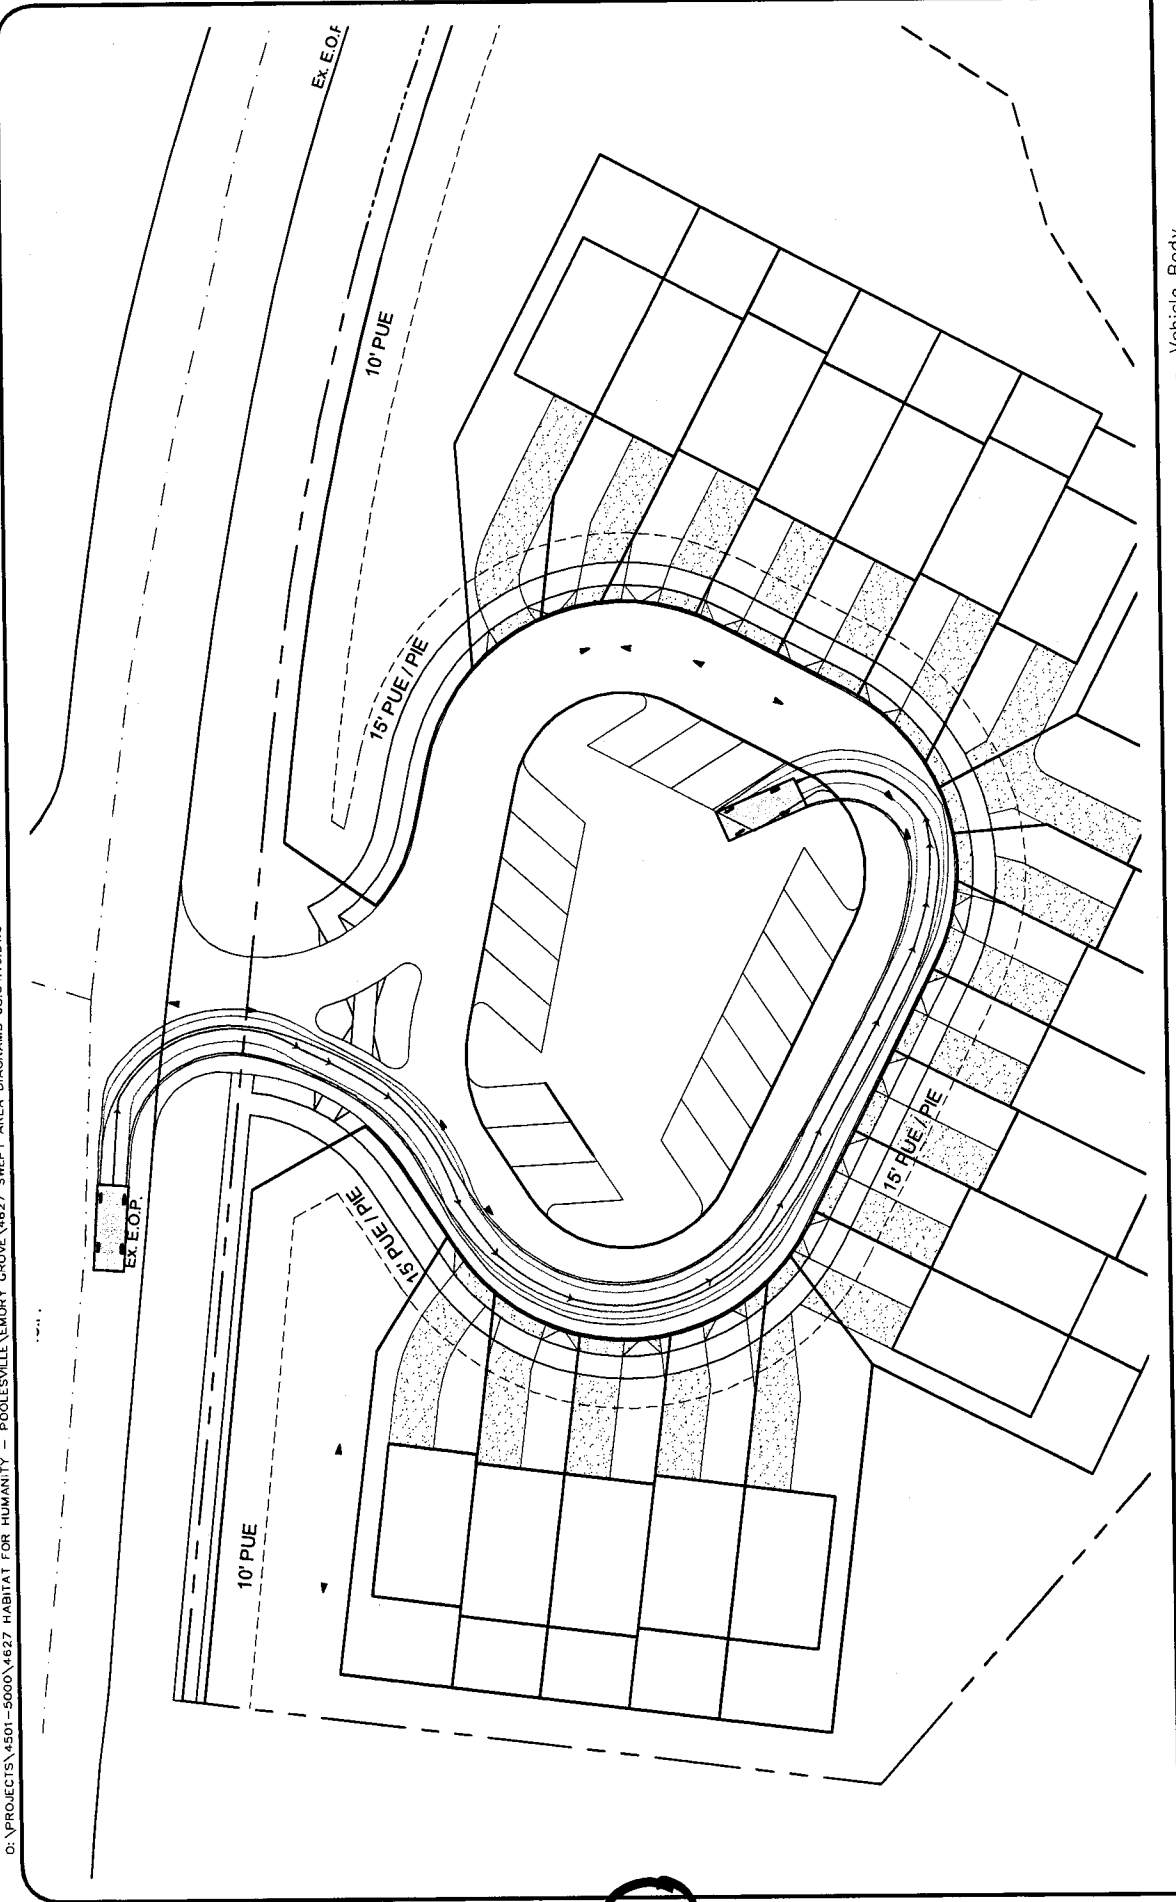 O:\PROJECTS\4501-5000\4627 HABITAT FOR HUMANITY - POOLESVILLE\EMORY GROVE\4627 SWEPT AREA
Ex. E.O.P
10' PUE
15' PUE / PIE
Ex. E.O.P.
15' PUE / PIE
15' PUE / PIE
10' PUE
Vehicle Body